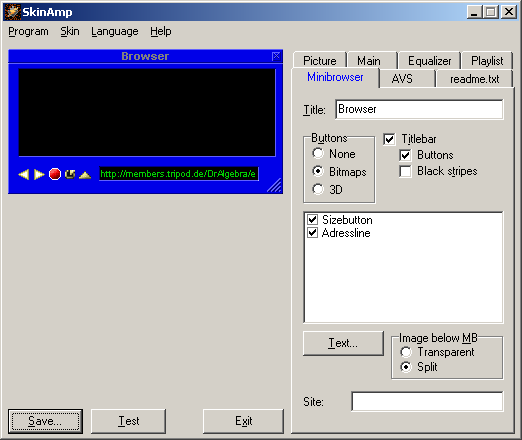 SkinAmp
Program Skin Language Help
Browser
http://members.tripod.de/DrAlgebra/e
Picture Main Equalizer Playlist
Minibrowser AVS readme.txt
Title: Browser
Buttons
None
Bitmaps
3D
Titlebar
Buttons
Black stripes
Sizebutton
Adressline
Text...
Image below MB
Transparent
Split
Site:
Save... Test Exit